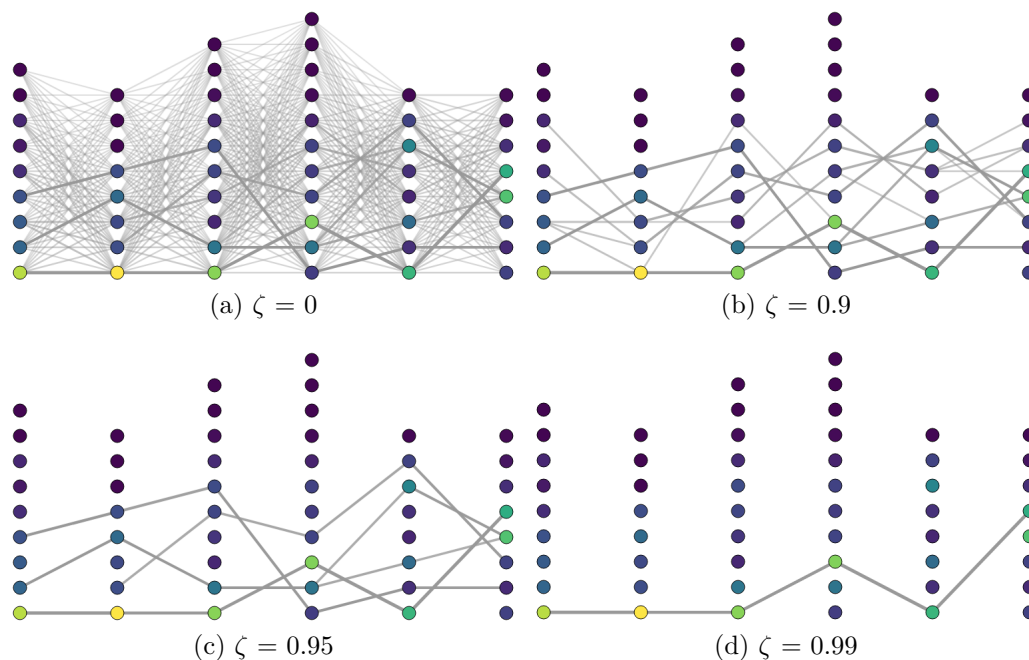 (a) ζ = 0
(b) ζ = 0.9
(c) ζ = 0.95
(d) ζ = 0.99